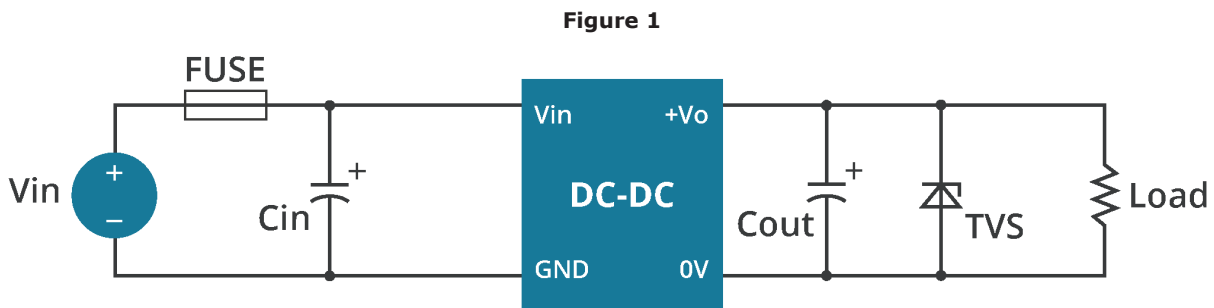 Figure 1
FUSE
Vin
+
−
+
Cin
Vin
+Vo
DC-DC
GND
0V
+
Cout
TVS
Load